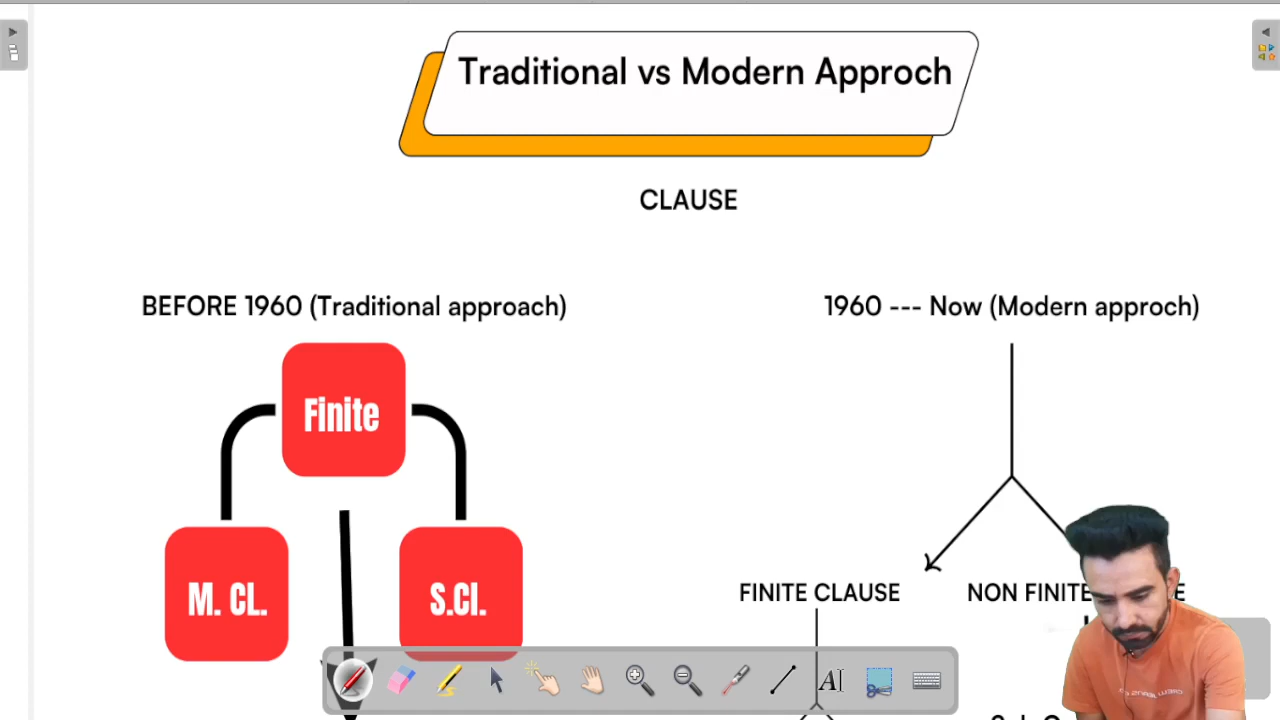 Traditional vs Modern Approch
CLAUSE
BEFORE 1960 (Traditional approach)
1960 --- Now (Modern approch)
Finite
M. CL.
S.Cl.
FINITE CLAUSE
NON FINITE